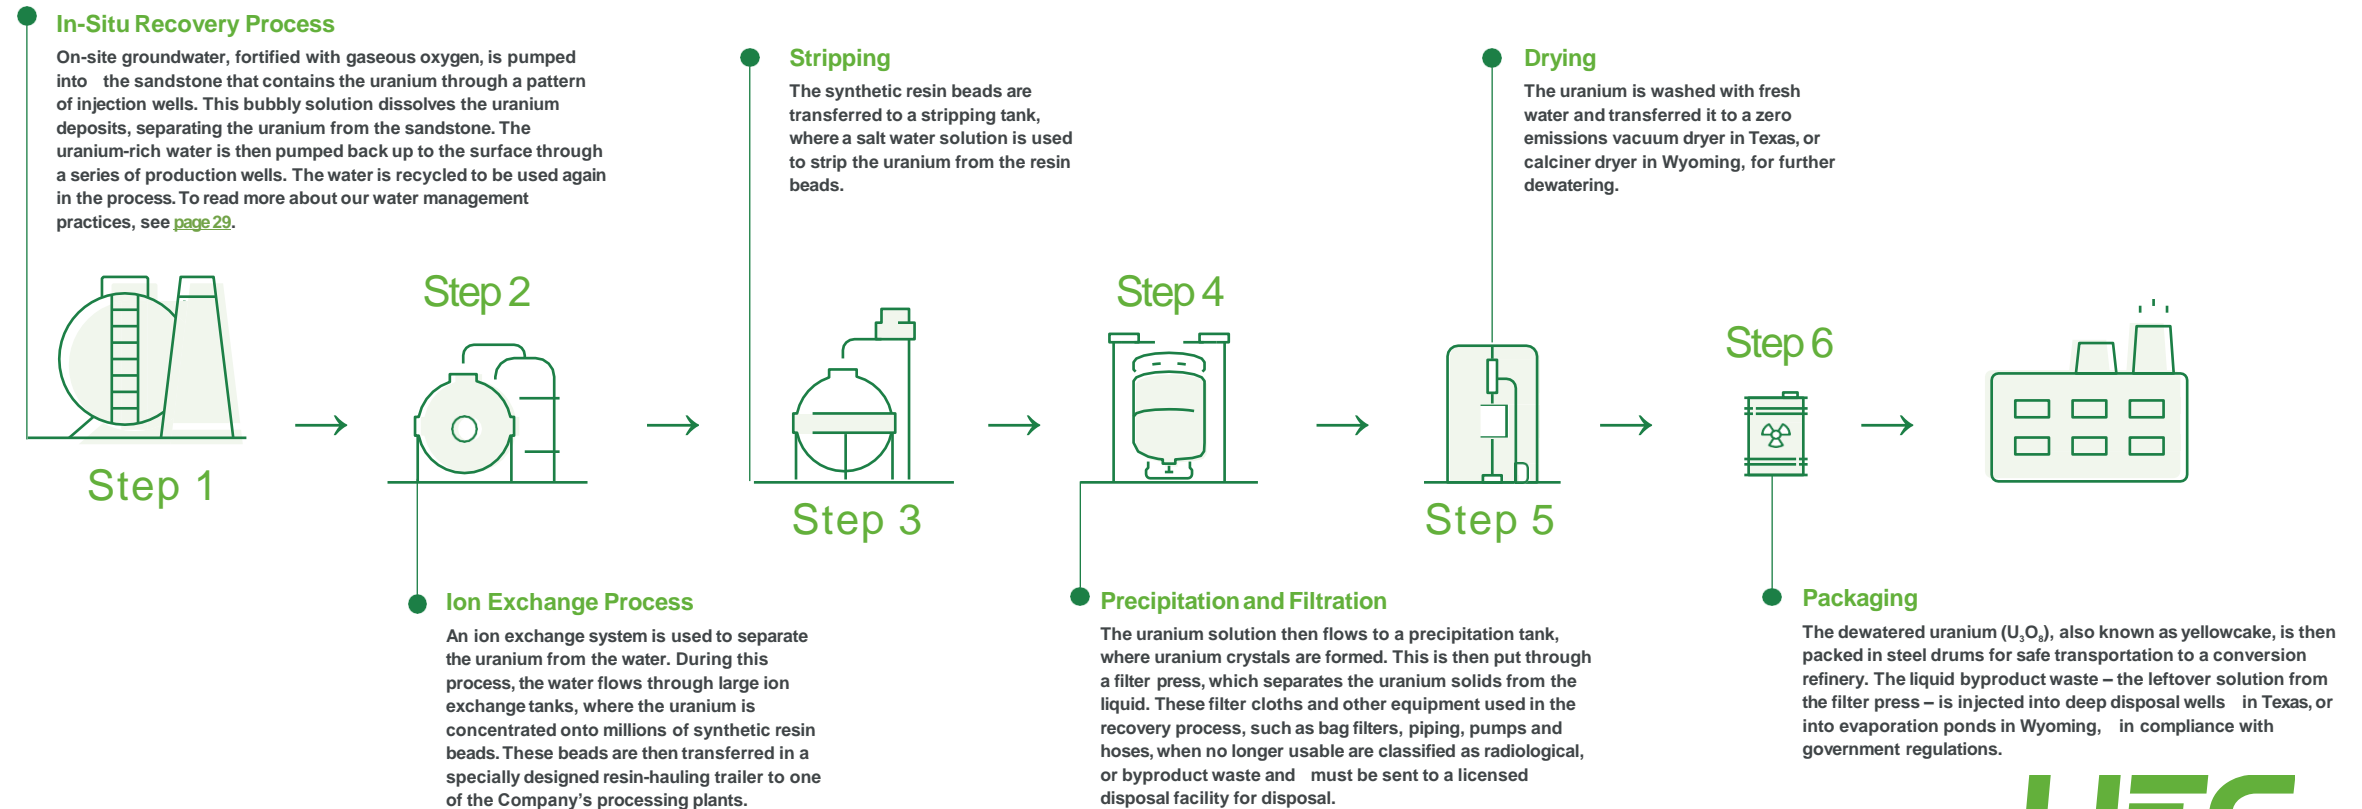 In-Situ Recovery Process
On-site groundwater, fortified with gaseous oxygen, is pumped
into the sandstone that contains the uranium through a pattern
of injection wells. This bubbly solution dissolves the uranium
deposits, separating the uranium from the sandstone. The
uranium-rich water is then pumped back up to the surface through
a series of production wells. The water is recycled to be used again
in the process. To read more about our water management
practices, see page 29.
Step 1
Step 2
Ion Exchange Process
An ion exchange system is used to separate
the uranium from the water. During this
process, the water flows through large ion
exchange tanks, where the uranium is
concentrated onto millions of synthetic resin
beads. These beads are then transferred in a
specially designed resin-hauling trailer to one
of the Company's processing plants.
Stripping
The synthetic resin beads are
transferred to a stripping tank,
where a salt water solution is used
to strip the uranium from the resin
beads.
Step 3
Step 4
Precipitation and Filtration
The uranium solution then flows to a precipitation tank,
where uranium crystals are formed. This is then put through
a filter press, which separates the uranium solids from the
liquid. These filter cloths and other equipment used in the
recovery process, such as bag filters, piping, pumps and
hoses, when no longer usable are classified as radiological,
or byproduct waste and must be sent to a licensed
disposal facility for disposal.
Drying
The uranium is washed with fresh
water and transferred it to a zero
emissions vacuum dryer in Texas, or
calciner dryer in Wyoming, for further
dewatering.
Step 5
Step 6
Packaging
The dewatered uranium (U₃O₈), also known as yellowcake, is then
packed in steel drums for safe transportation to a conversion
refinery. The liquid byproduct waste – the leftover solution from
the filter press – is injected into deep disposal wells in Texas, or
into evaporation ponds in Wyoming, in compliance with
government regulations.